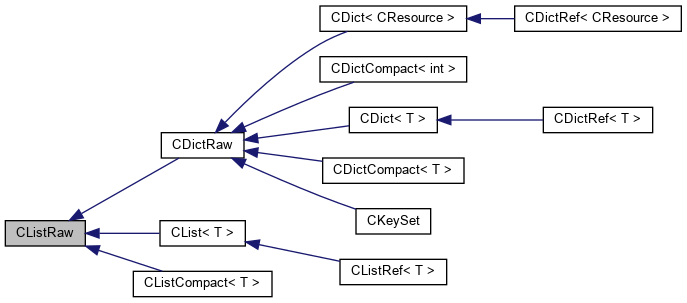 CDict< CResource >
CDictRef< CResource >
CDictCompact< int >
CDict< T >
CDictRef< T >
CDictRaw
CDictCompact< T >
CKeySet
CListRaw
CList< T >
CListRef< T >
CListCompact< T >